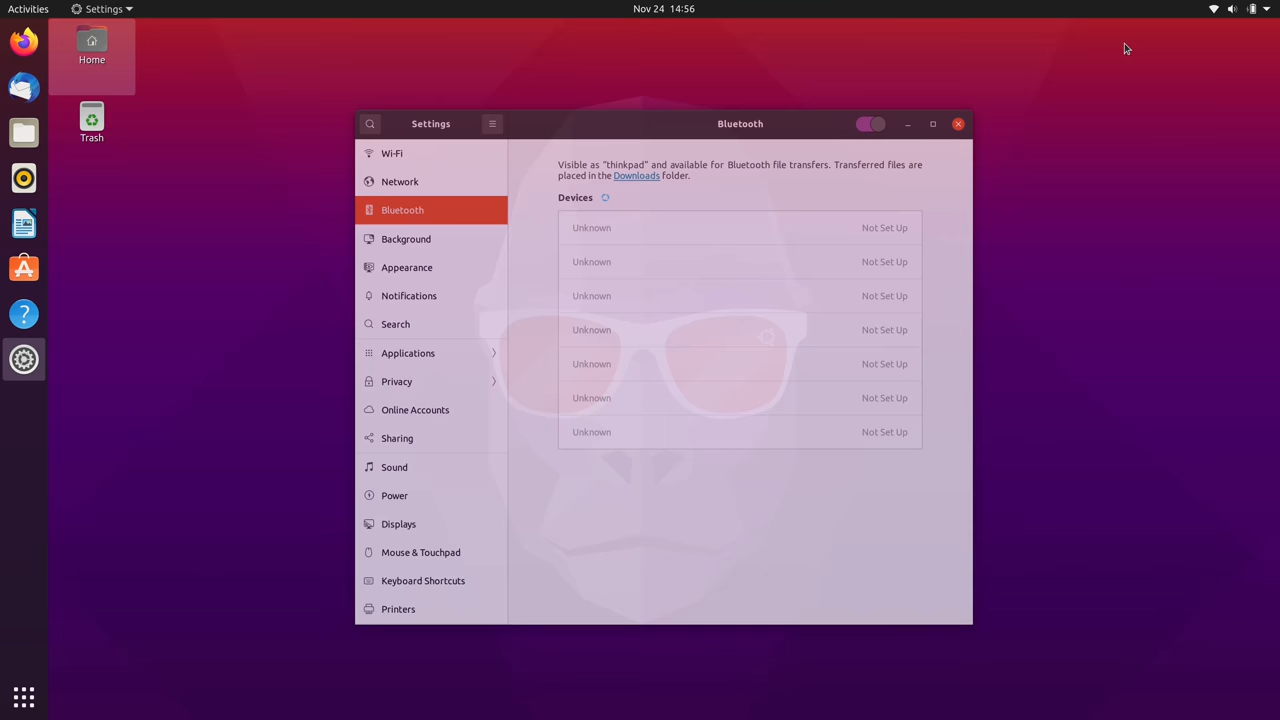 Activities
Settings
Nov 24 14:56
Home
Trash
Settings
Bluetooth
Wi-Fi
Network
Bluetooth
Background
Appearance
Notifications
Search
Applications
Privacy
Online Accounts
Sharing
Sound
Power
Displays
Mouse & Touchpad
Keyboard Shortcuts
Printers
Visible as "thinkpad" and available for Bluetooth file transfers. Transferred files are
placed in the Downloads folder.
Devices
Unknown Not Set Up
Unknown Not Set Up
Unknown Not Set Up
Unknown Not Set Up
Unknown Not Set Up
Unknown Not Set Up
Unknown Not Set Up